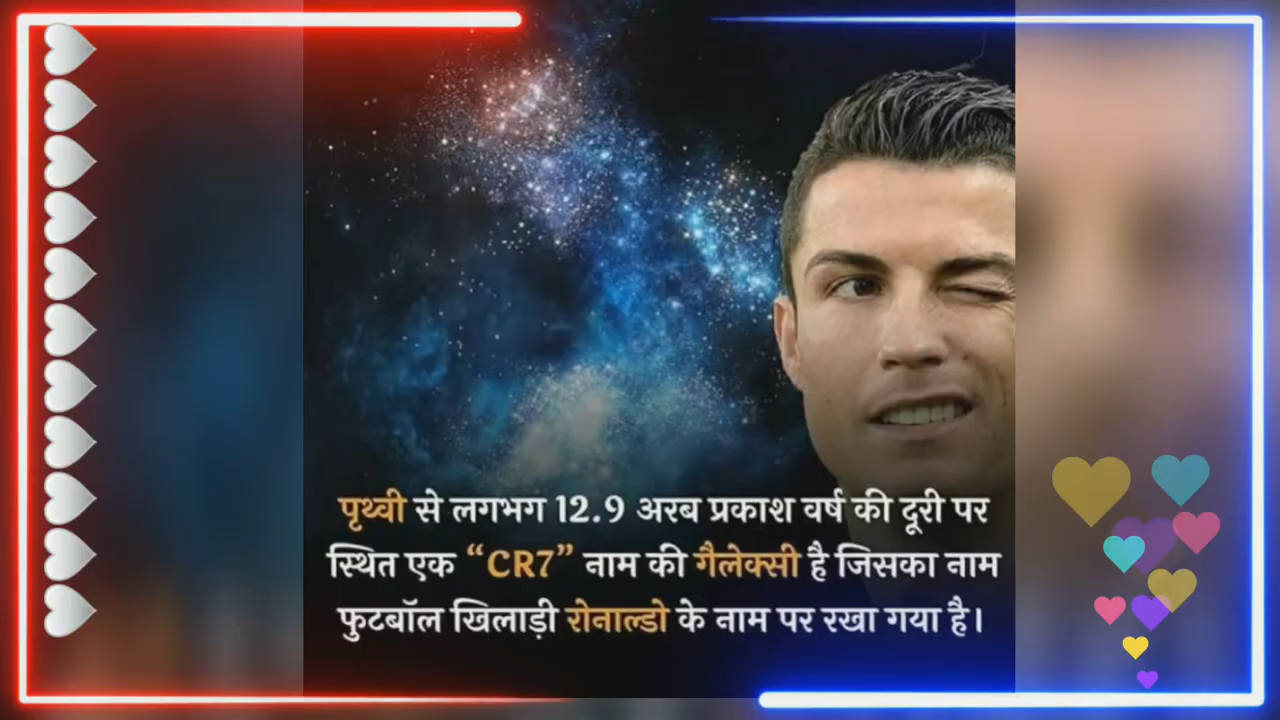 पृथ्वी से लगभग 12.9 अरब प्रकाश वर्ष की दूरी पर
स्थित एक “CR7” नाम की गैलेक्सी है जिसका नाम
फुटबॉल खिलाड़ी रोनाल्डो के नाम पर रखा गया है।